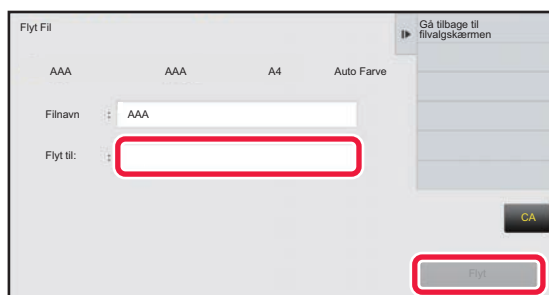 Flyt Fil
Gå tilbage til
filvalgskærmen
AAA AAA A4 Auto Farve
Filnavn : AAA
Flyt til: :
CA
Flyt